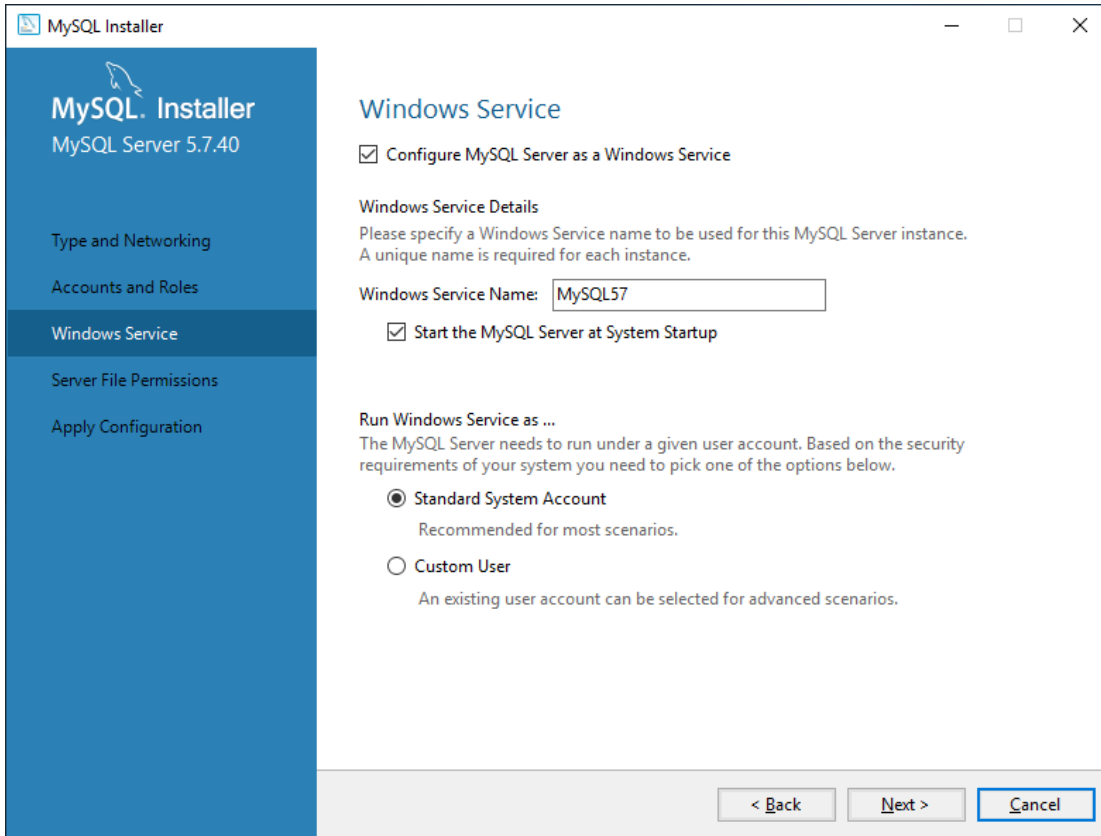 MySQL Installer
MySQL. Installer
MySQL Server 5.7.40
Type and Networking
Accounts and Roles
Windows Service
Server File Permissions
Apply Configuration
Windows Service
Configure MySQL Server as a Windows Service
Windows Service Details
Please specify a Windows Service name to be used for this MySQL Server instance.
A unique name is required for each instance.
Windows Service Name: MySQL57
Start the MySQL Server at System Startup
Run Windows Service as ...
The MySQL Server needs to run under a given user account. Based on the security
requirements of your system you need to pick one of the options below.
Standard System Account
Recommended for most scenarios.
Custom User
An existing user account can be selected for advanced scenarios.
< Back Next > Cancel